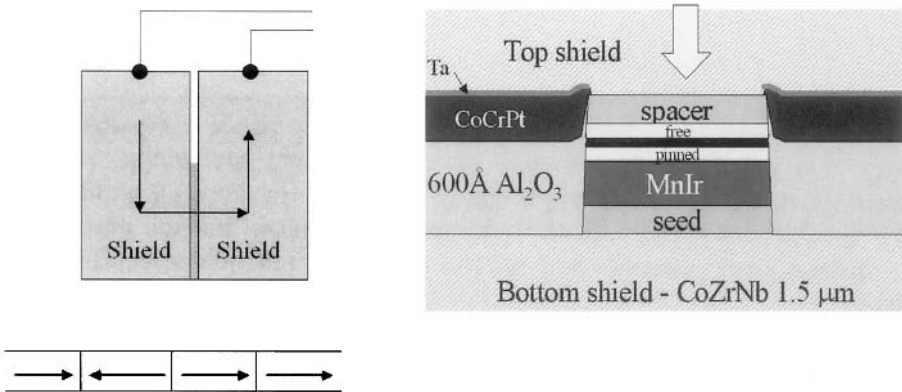 Shield
Shield
Top shield
Ta
CoCrPt
spacer
free
pinned
600Å Al₂O₃
MnIr
seed
Bottom shield - CoZrNb 1.5 μm